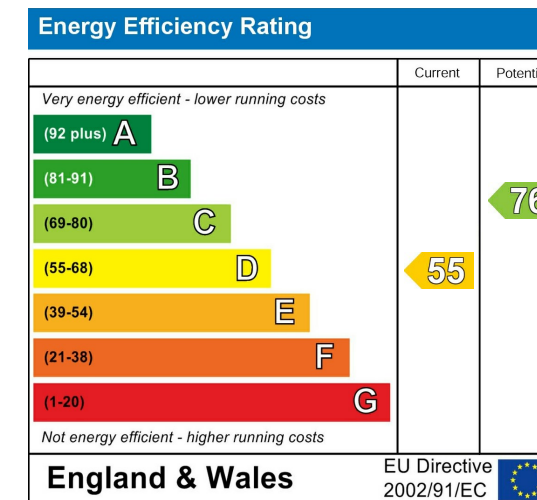 Energy Efficiency Rating
Current Potenti
Very energy efficient - lower running costs
(92 plus) A
(81-91) B
(69-80) C
76
(55-68) D
55
(39-54) E
(21-38) F
(1-20) G
Not energy efficient - higher running costs
England & Wales
EU Directive
2002/91/EC